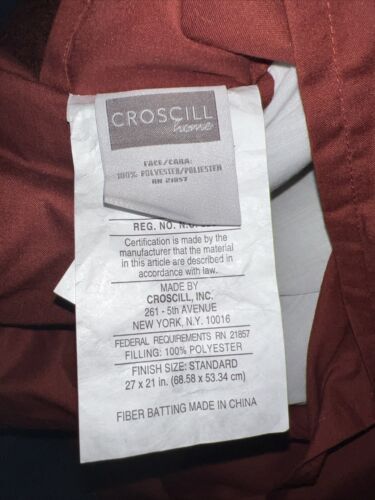 CROSCILL
home
FACE/CARA:
100% POLYESTER/POLIESTER
RN 21857
REG. NO.
Certification is made by the
manufacturer that the material
in this article are described in
accordance with law.
MADE BY
CROSCILL, INC.
261 - 5th AVENUE
NEW YORK, N.Y. 10016
FEDERAL REQUIREMENTS RN 21857
FILLING: 100% POLYESTER
FINISH SIZE: STANDARD
27 x 21 in. (68.58 x 53.34 cm)
FIBER BATTING MADE IN CHINA